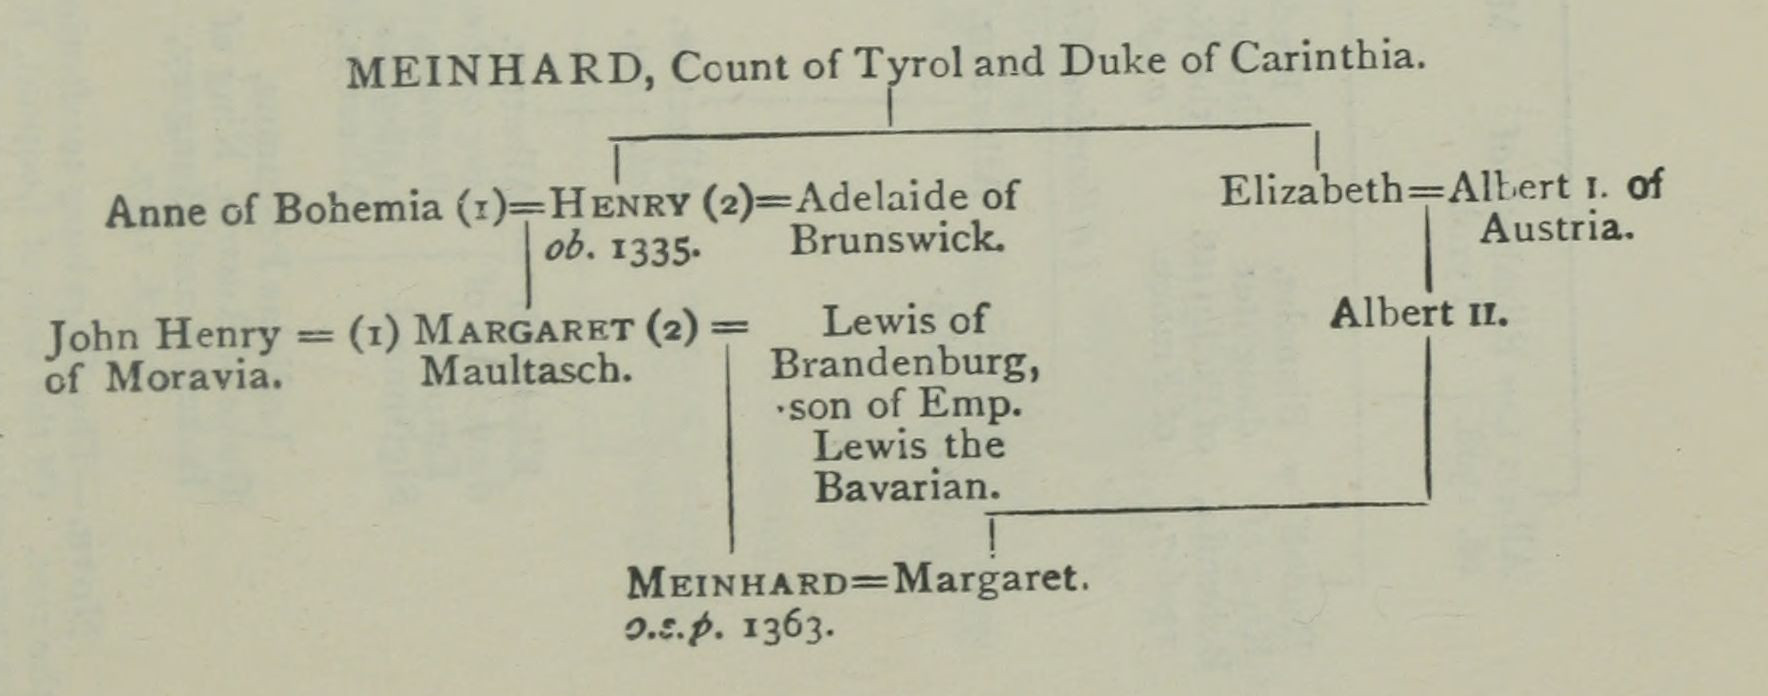 MEINHARD, Count of Tyrol and Duke of Carinthia.
Anne of Bohemia (1)=HENRY (2)=Adelaide of
ob. 1335.
Brunswick.
Elizabeth=Albert I. of
Austria.
John Henry = (1) MARGARET (2) =
of Moravia.
Maultasch.
Lewis of
Brandenburg,
son of Emp.
Lewis the
Bavarian.
Albert II.
MEINHARD=Margaret.
o.s.p. 1363.